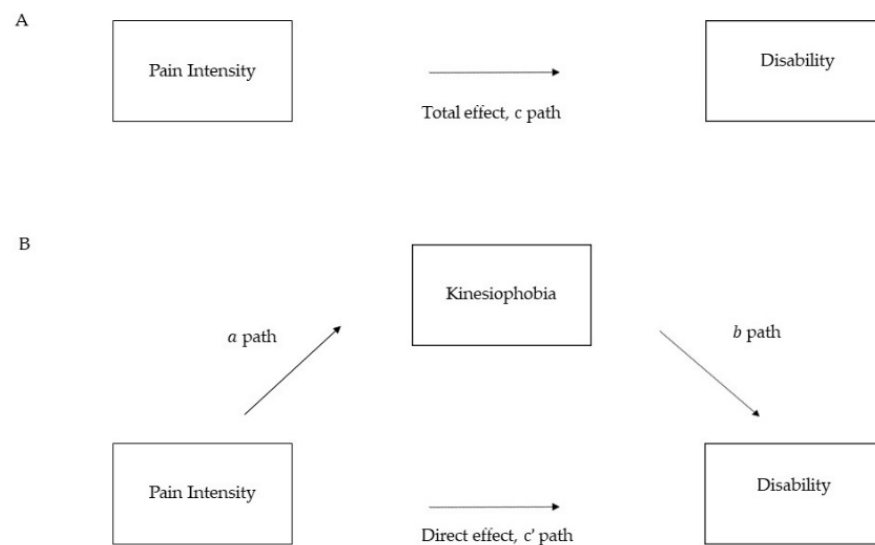 A
Pain Intensity
Disability
Total effect, c path
B
Kinesiophobia
a path
b path
Pain Intensity
Disability
Direct effect, c' path